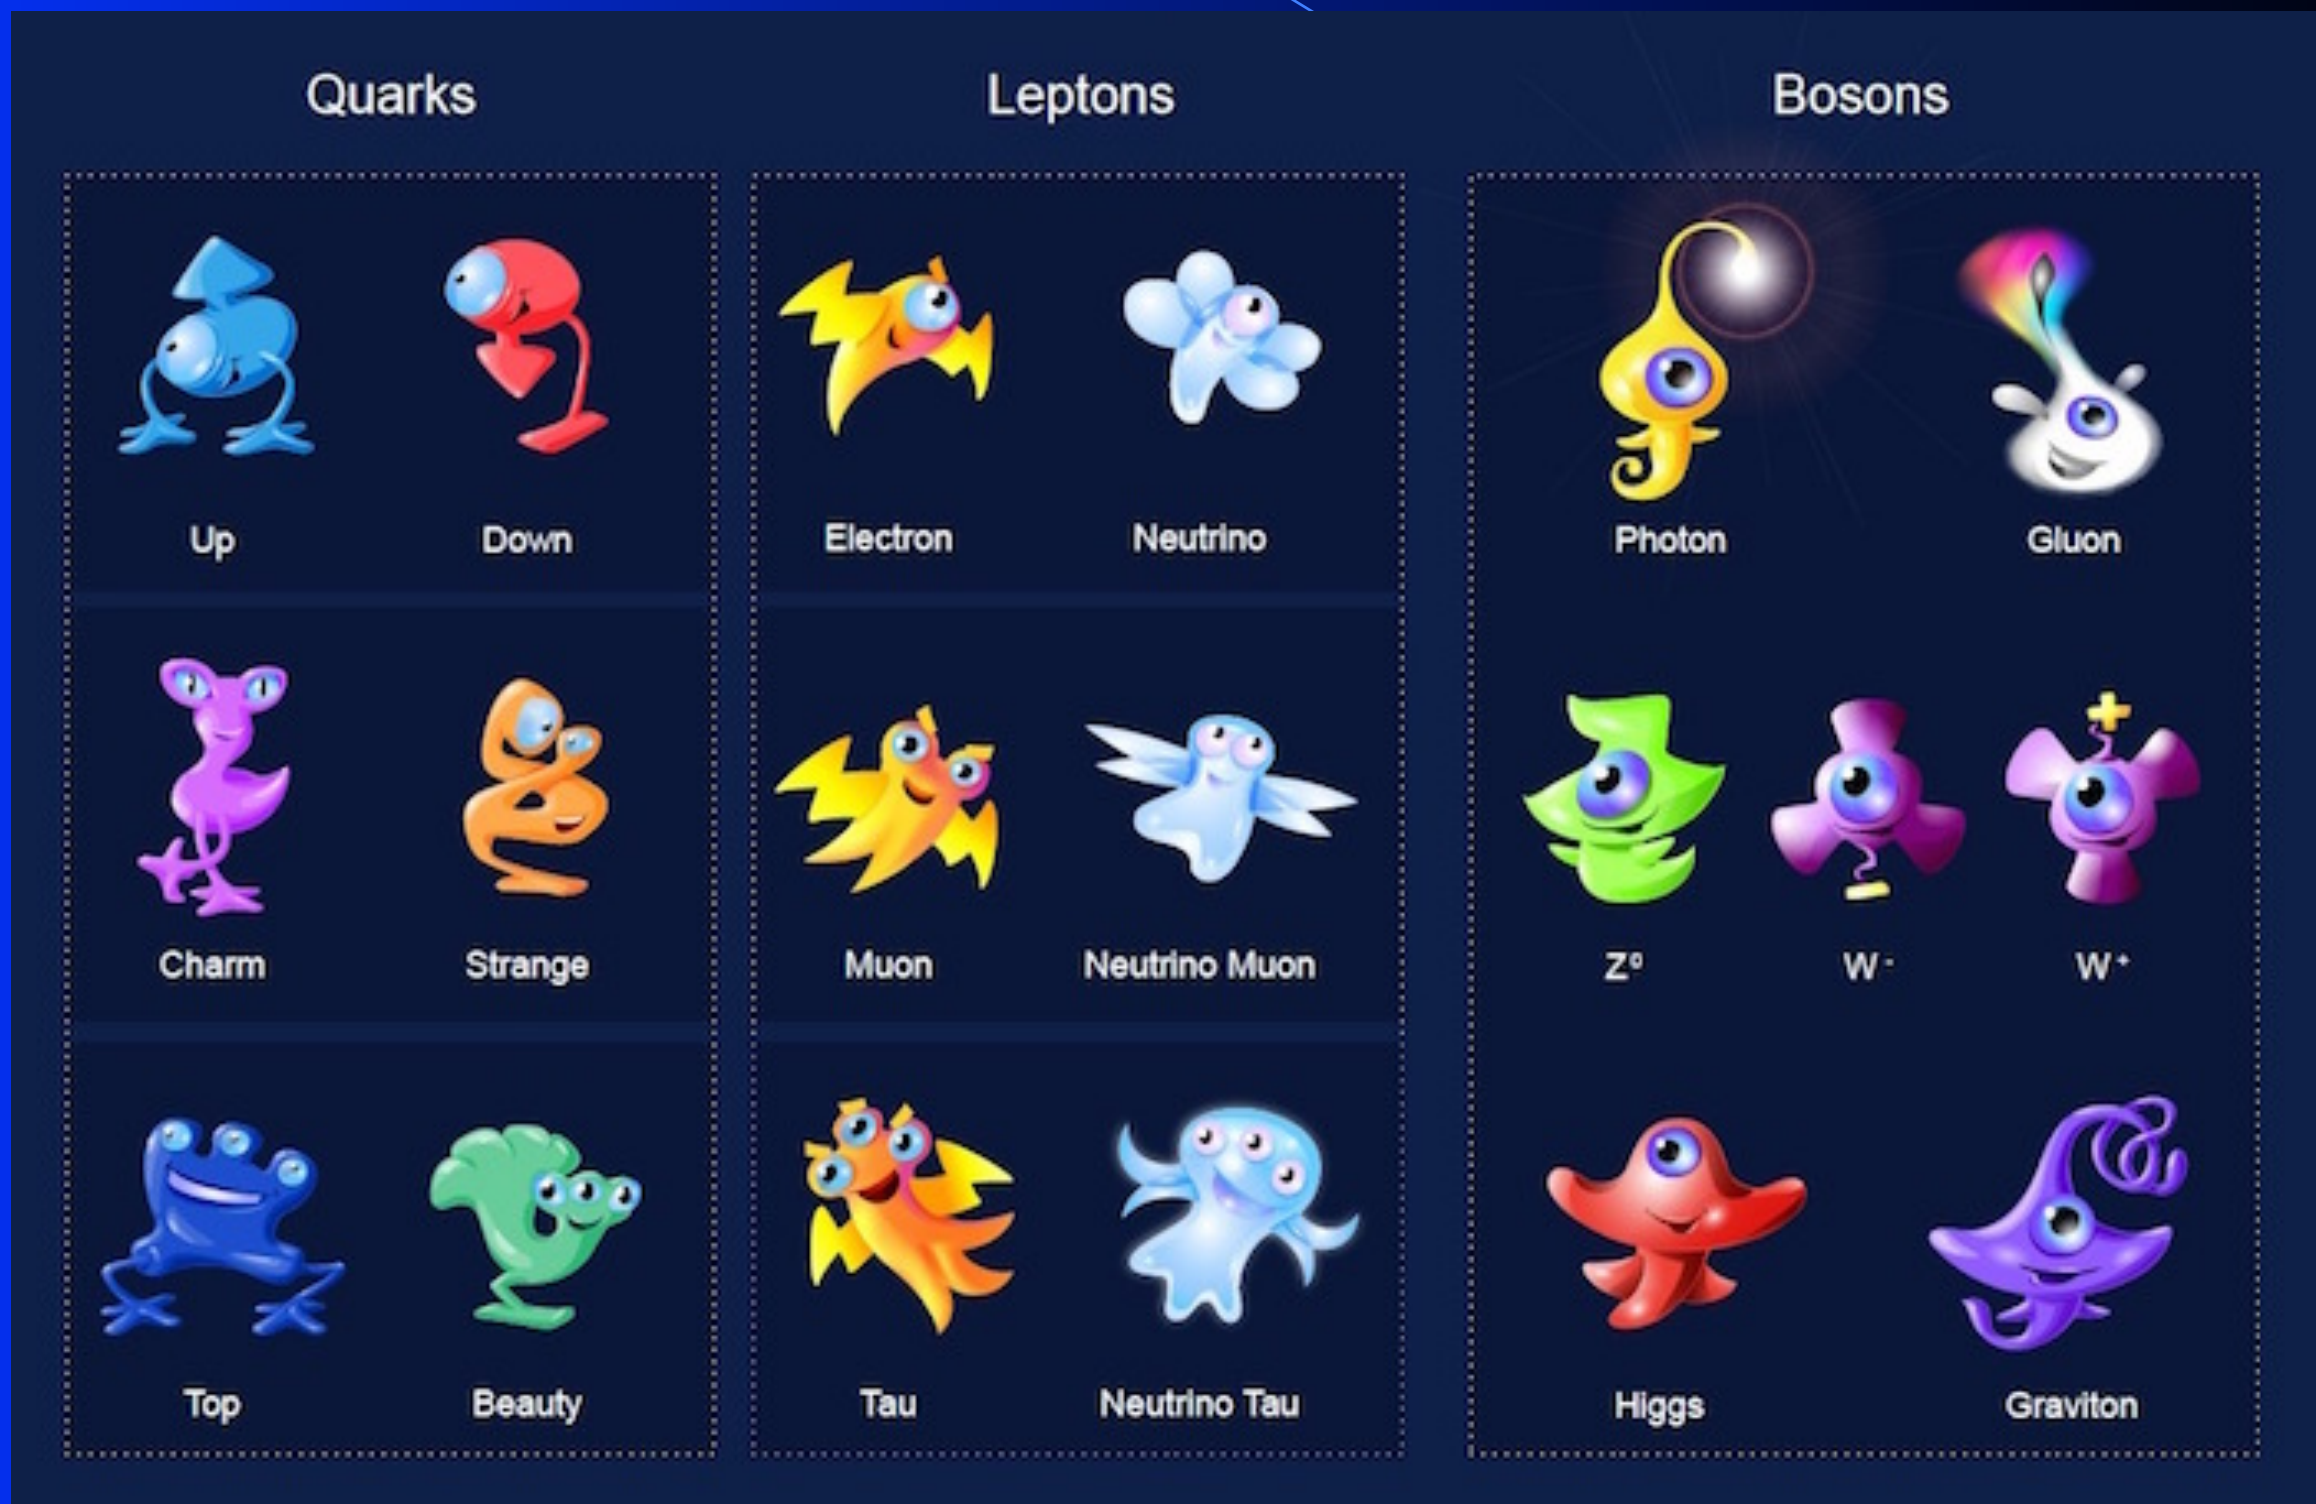 Quarks
Leptons
Bosons
Up
Down
Electron
Neutrino
Photon
Gluon
Charm
Strange
Muon
Neutrino Muon
Z⁰
W⁻
W⁺
Top
Beauty
Tau
Neutrino Tau
Higgs
Graviton